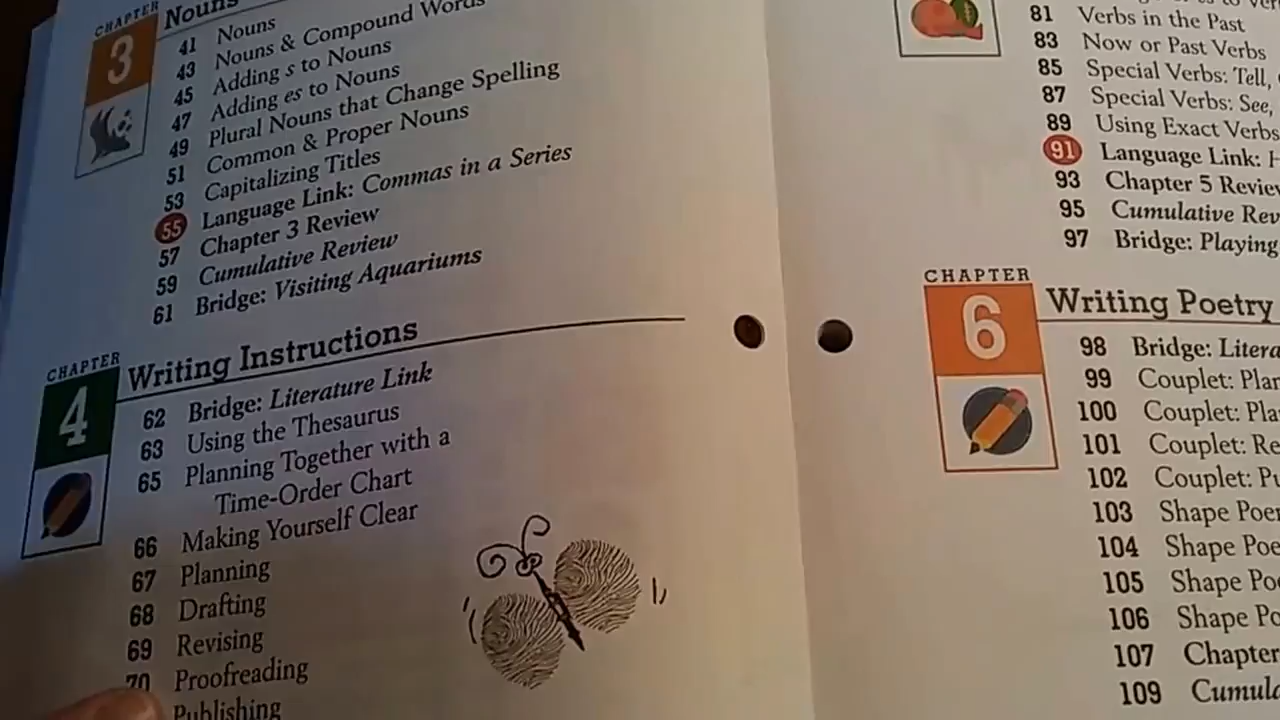 CHAPTER
3
Nouns
41 Nouns
43 Nouns & Compound Words
45 Adding s to Nouns
47 Adding es to Nouns
49 Plural Nouns that Change Spelling
51 Common & Proper Nouns
53 Capitalizing Titles
55 Language Link: Commas in a Series
57 Chapter 3 Review
59 Cumulative Review
61 Bridge: Visiting Aquariums
CHAPTER
4
Writing Instructions
62 Bridge: Literature Link
63 Using the Thesaurus
65 Planning Together with a
Time-Order Chart
66 Making Yourself Clear
67 Planning
68 Drafting
69 Revising
70 Proofreading
Publishing
81 Verbs in the Past
83 Now or Past Verbs
85 Special Verbs: Tell,
87 Special Verbs: See,
89 Using Exact Verbs
91 Language Link:
93 Chapter 5 Review
95 Cumulative Rev
97 Bridge: Playing
CHAPTER
6
Writing Poetry
98 Bridge: Litera
99 Couplet: Plan
100 Couplet: Pla
101 Couplet: Re
102 Couplet: Pu
103 Shape Poe
104 Shape Poe
105 Shape Po
106 Shape Po
107 Chapter
109 Cumula